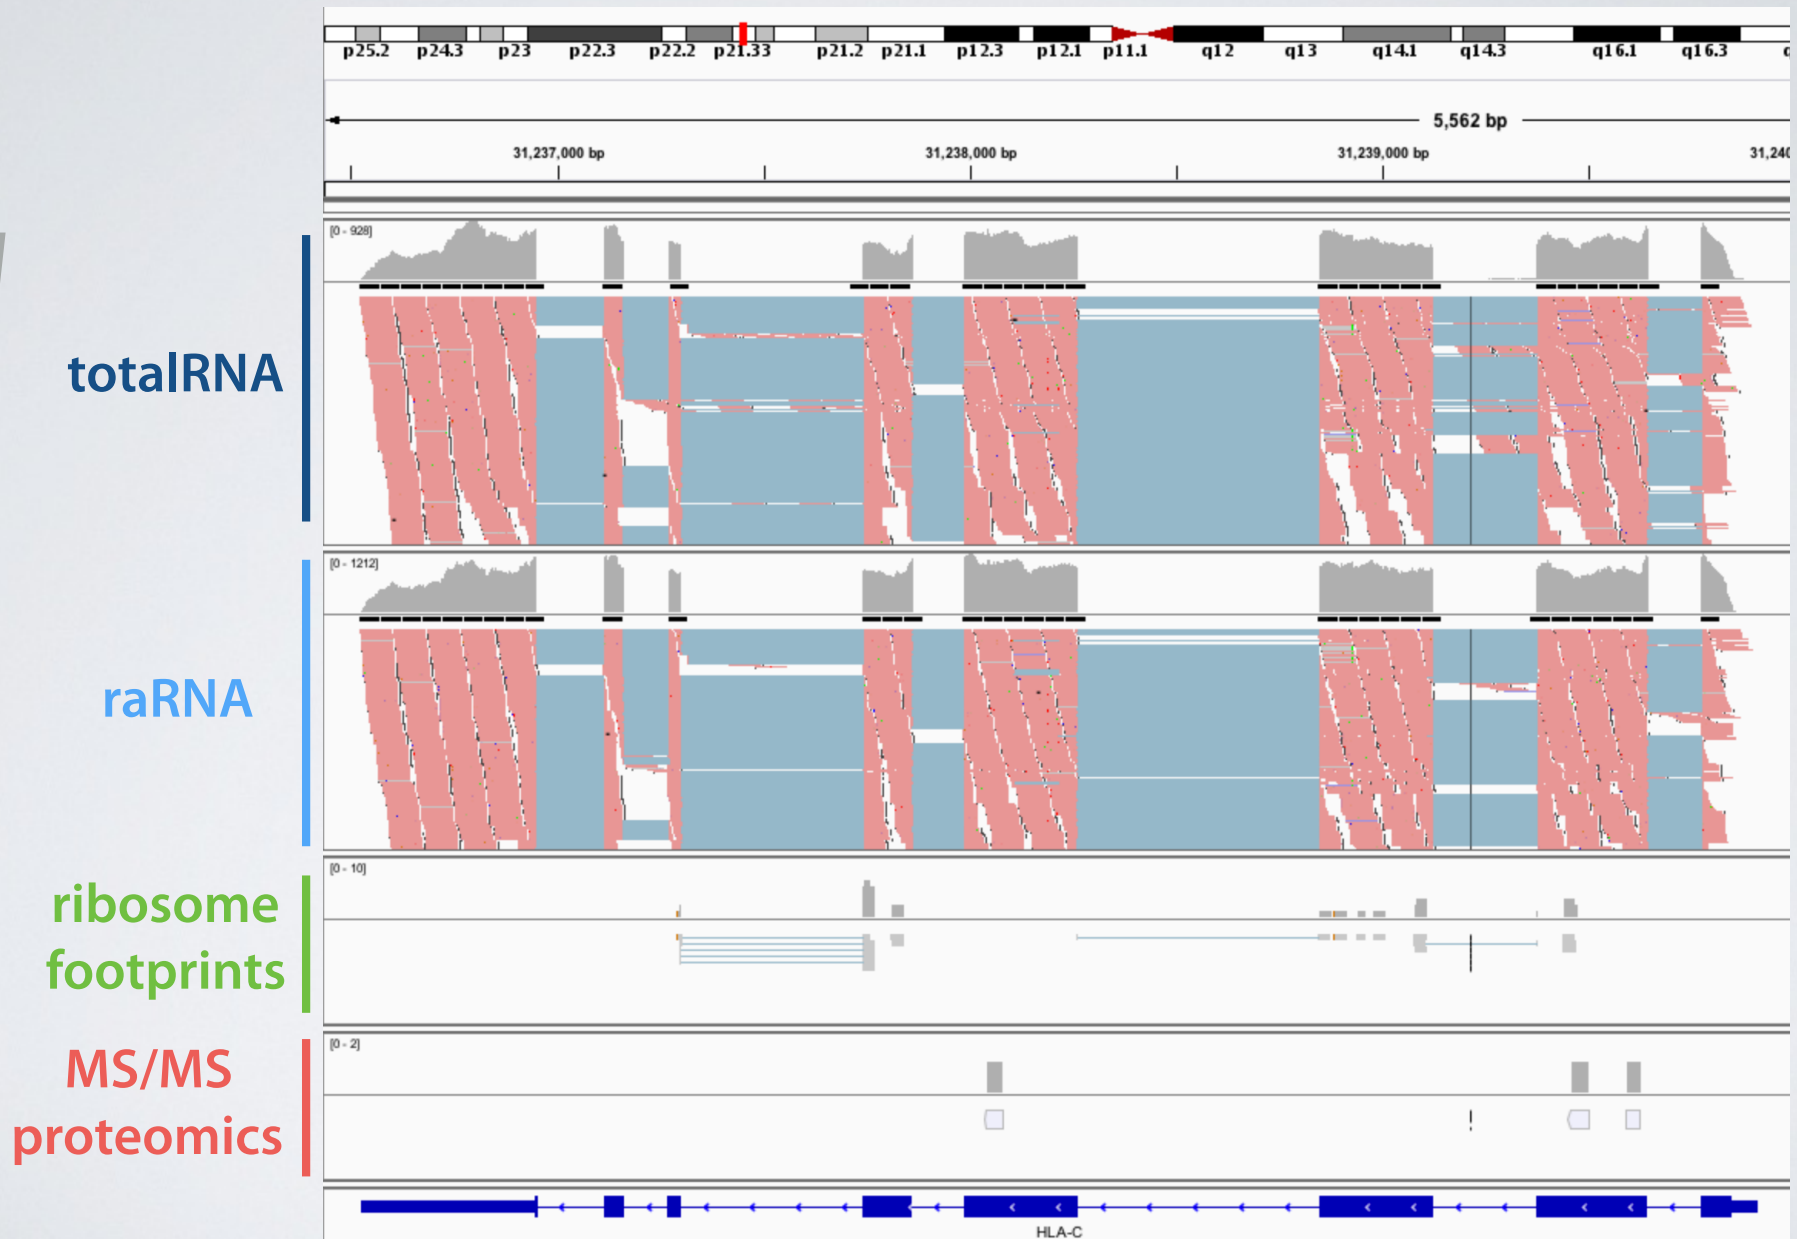 p25.2 p24.3 p23 p22.3 p22.2 p21.33 p21.2 p21.1 p12.3 p12.1 p11.1 q12 q13 q14.1 q14.3 q16.1 q16.3
5,562 bp
31,237,000 bp 31,238,000 bp 31,239,000 bp 31,240
[0 - 928]
totalRNA
[0 - 1212]
raRNA
[0 - 10]
ribosome
footprints
[0 - 2]
MS/MS
proteomics
HLA-C